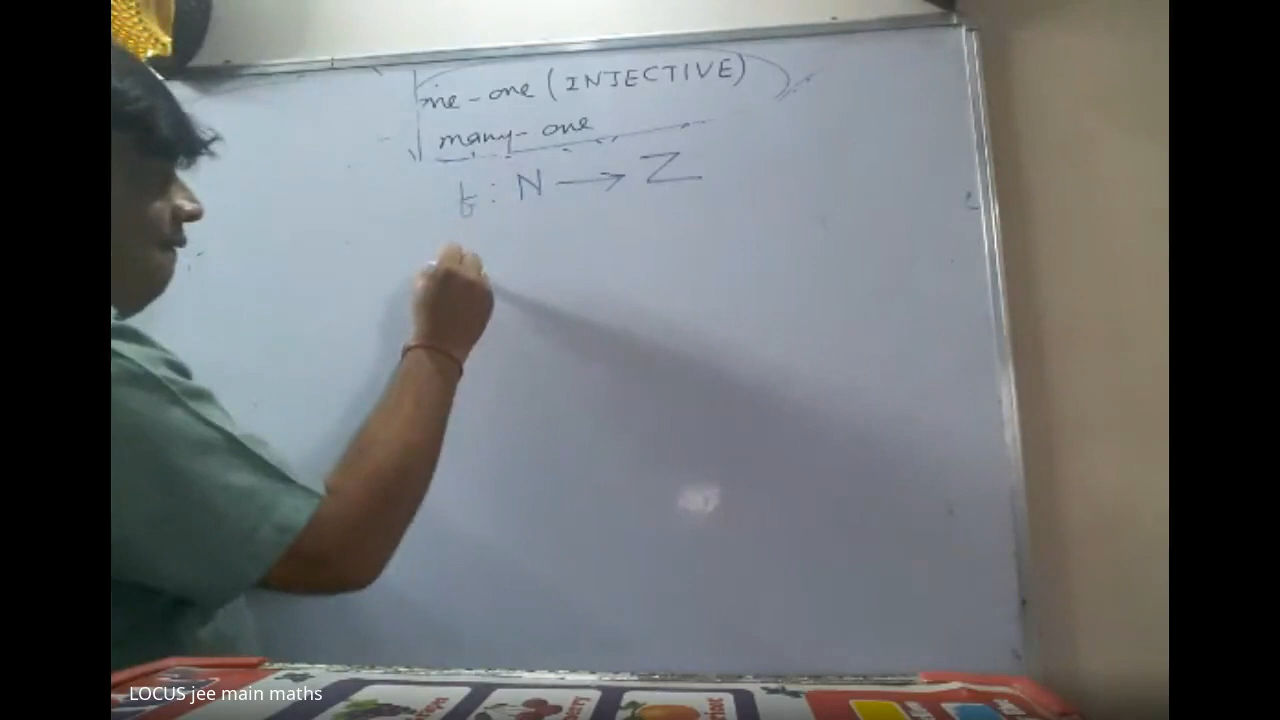 one-one (INJECTIVE)
many-one
f : N → Z
LOCUS jee main maths